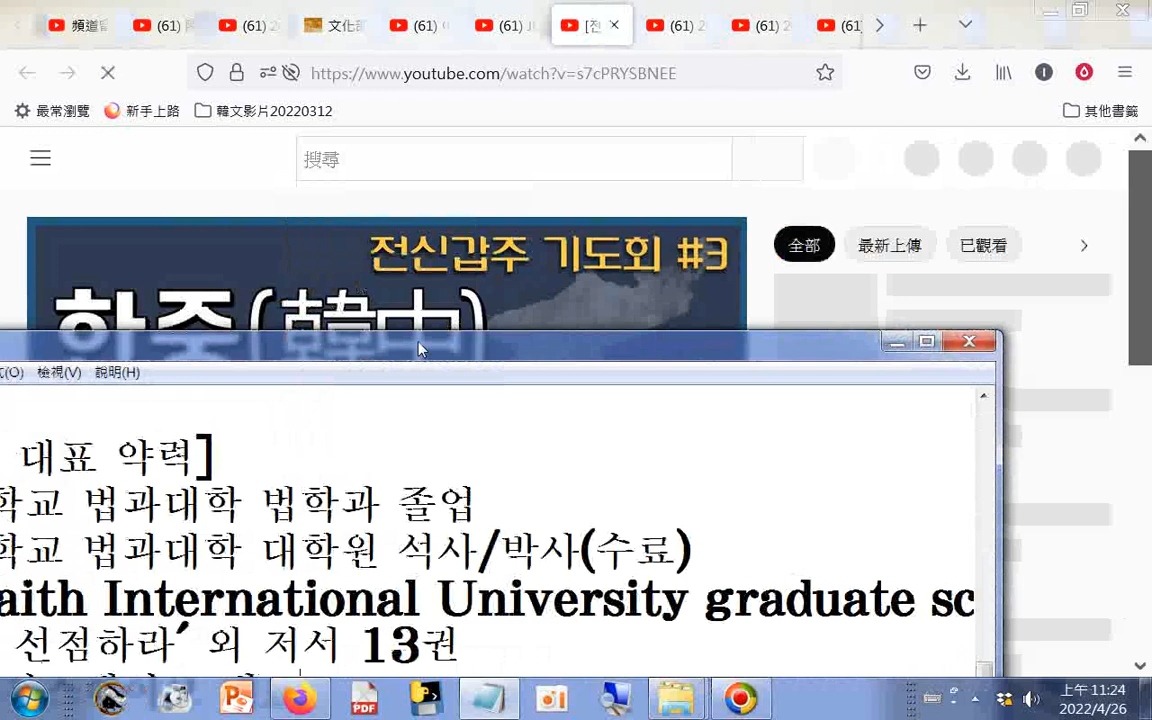 頻道
(61)
(61) 2
文化
(61)
(61)
[전
(61) 2
(61) 2
(61)
https://www.youtube.com/watch?v=s7cPRYSBNEE
最常瀏覽
新手上路
韓文影片20220312
其他書籤
搜尋
전신갑주 기도회 #3
한중(韓中)
全部
最新上傳
已觀看
(O) 檢視(V) 說明(H)
대표 약력]
학교 법과대학 법학과 졸업
학교 법과대학 대학원 석사/박사(수료)
aith International University graduate sc
선점하라′ 외 저서 13권
上午 11:24
2022/4/26